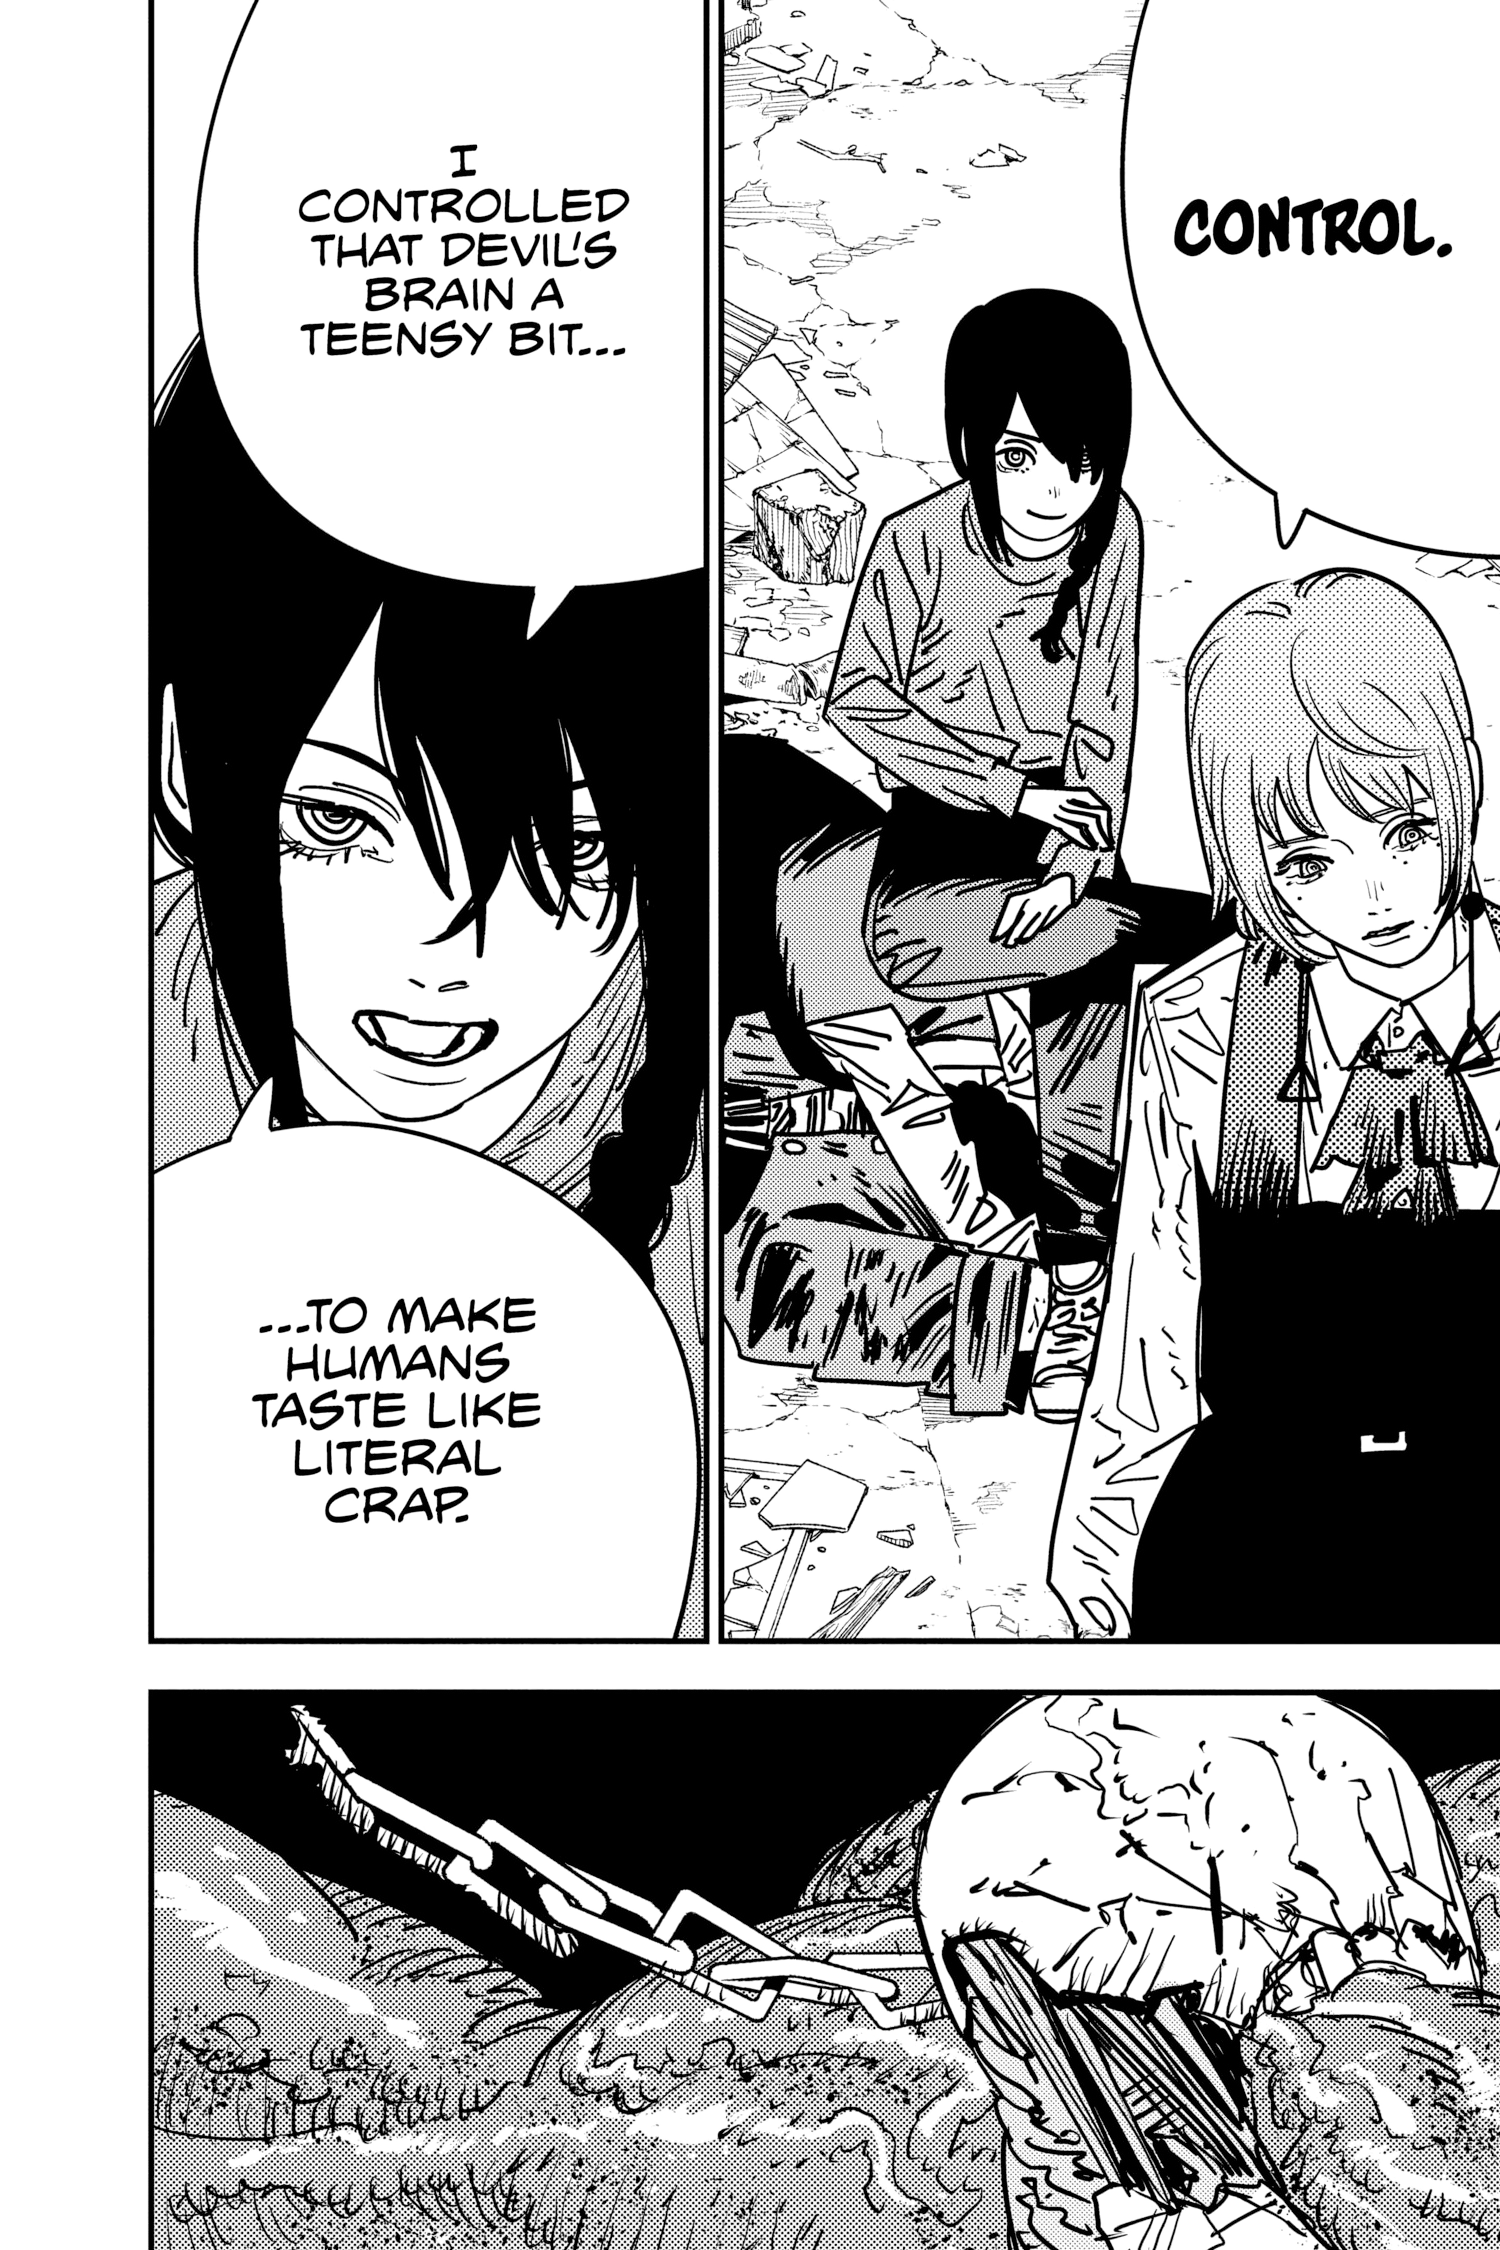 CONTROL.
I
CONTROLLED
THAT DEVIL'S
BRAIN A
TEENSY BIT...
...TO MAKE
HUMANS
TASTE LIKE
LITERAL
CRAP.